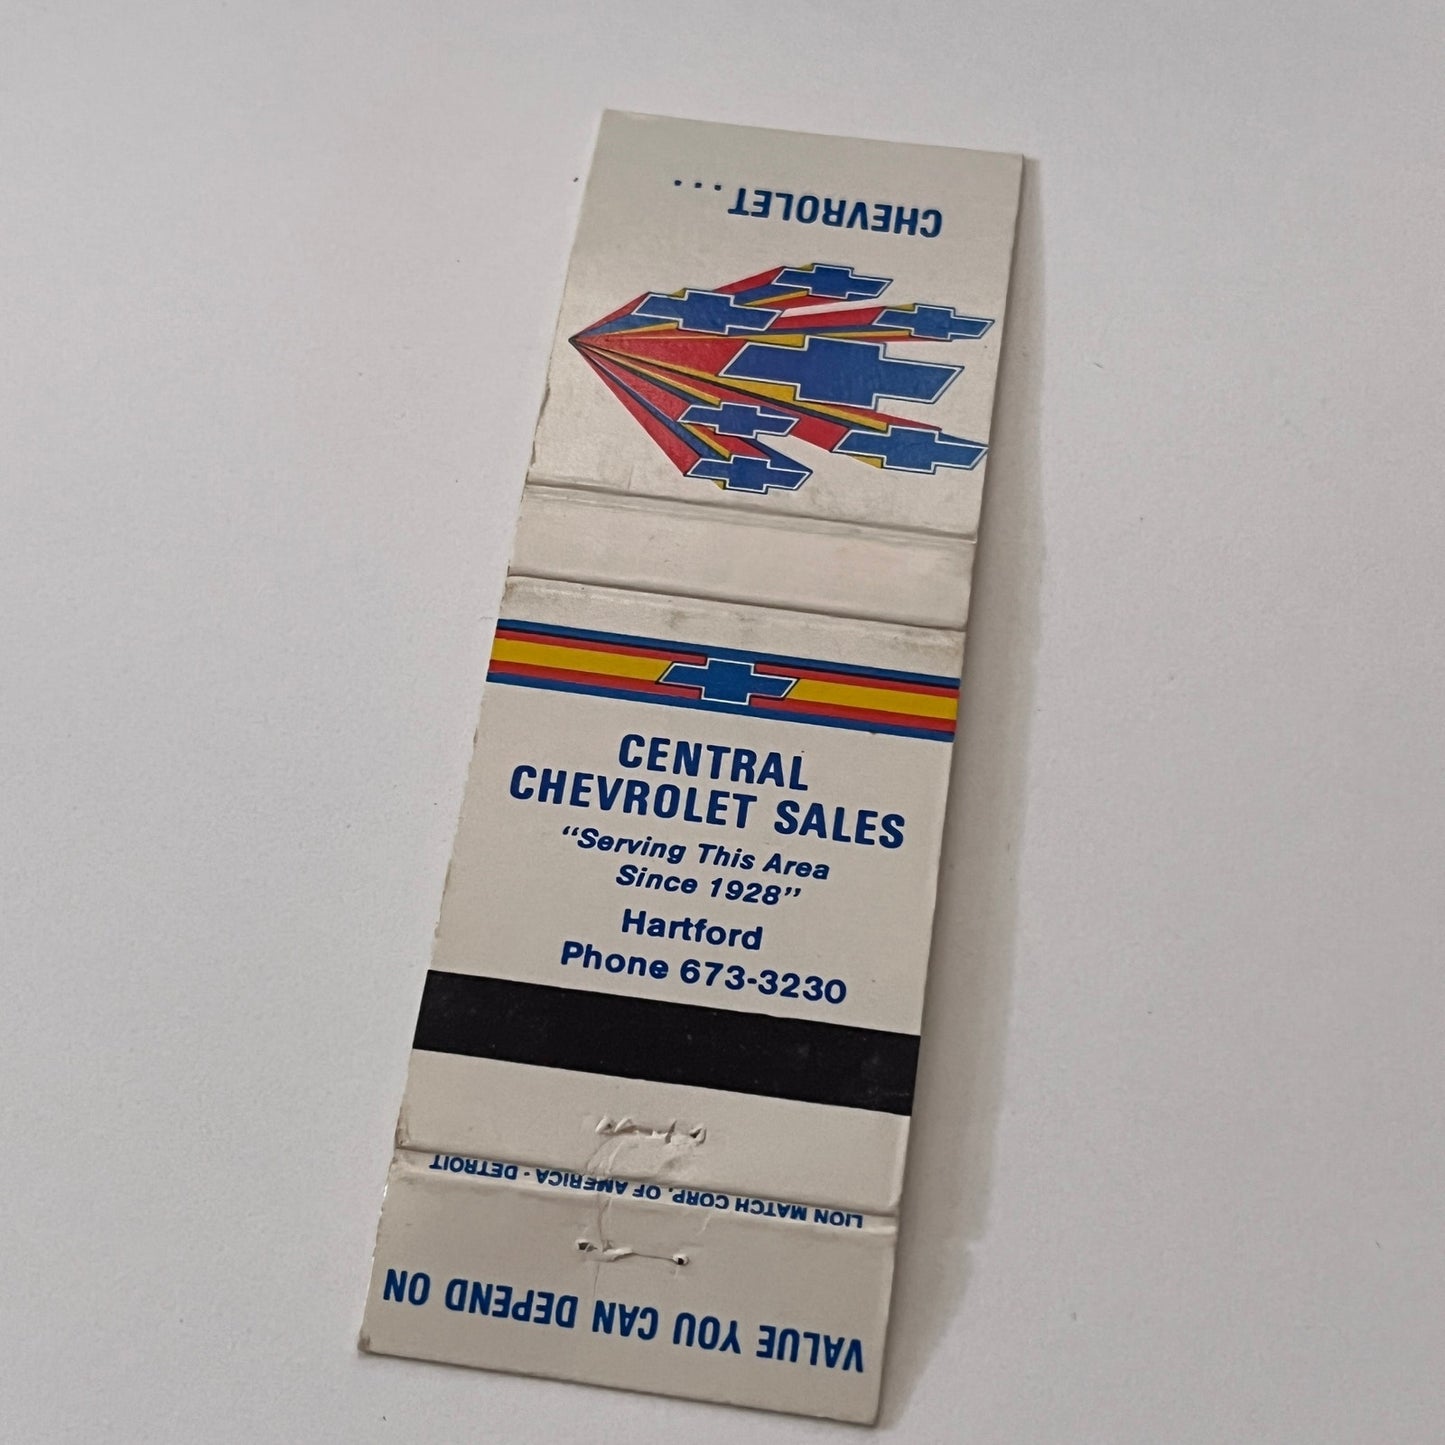 CHEVROLET...
CENTRAL
CHEVROLET SALES
"Serving This Area
Since 1928"
Hartford
Phone 673-3230
LION MATCH CORP. OF AMERICA - DETROIT
VALUE YOU CAN DEPEND ON